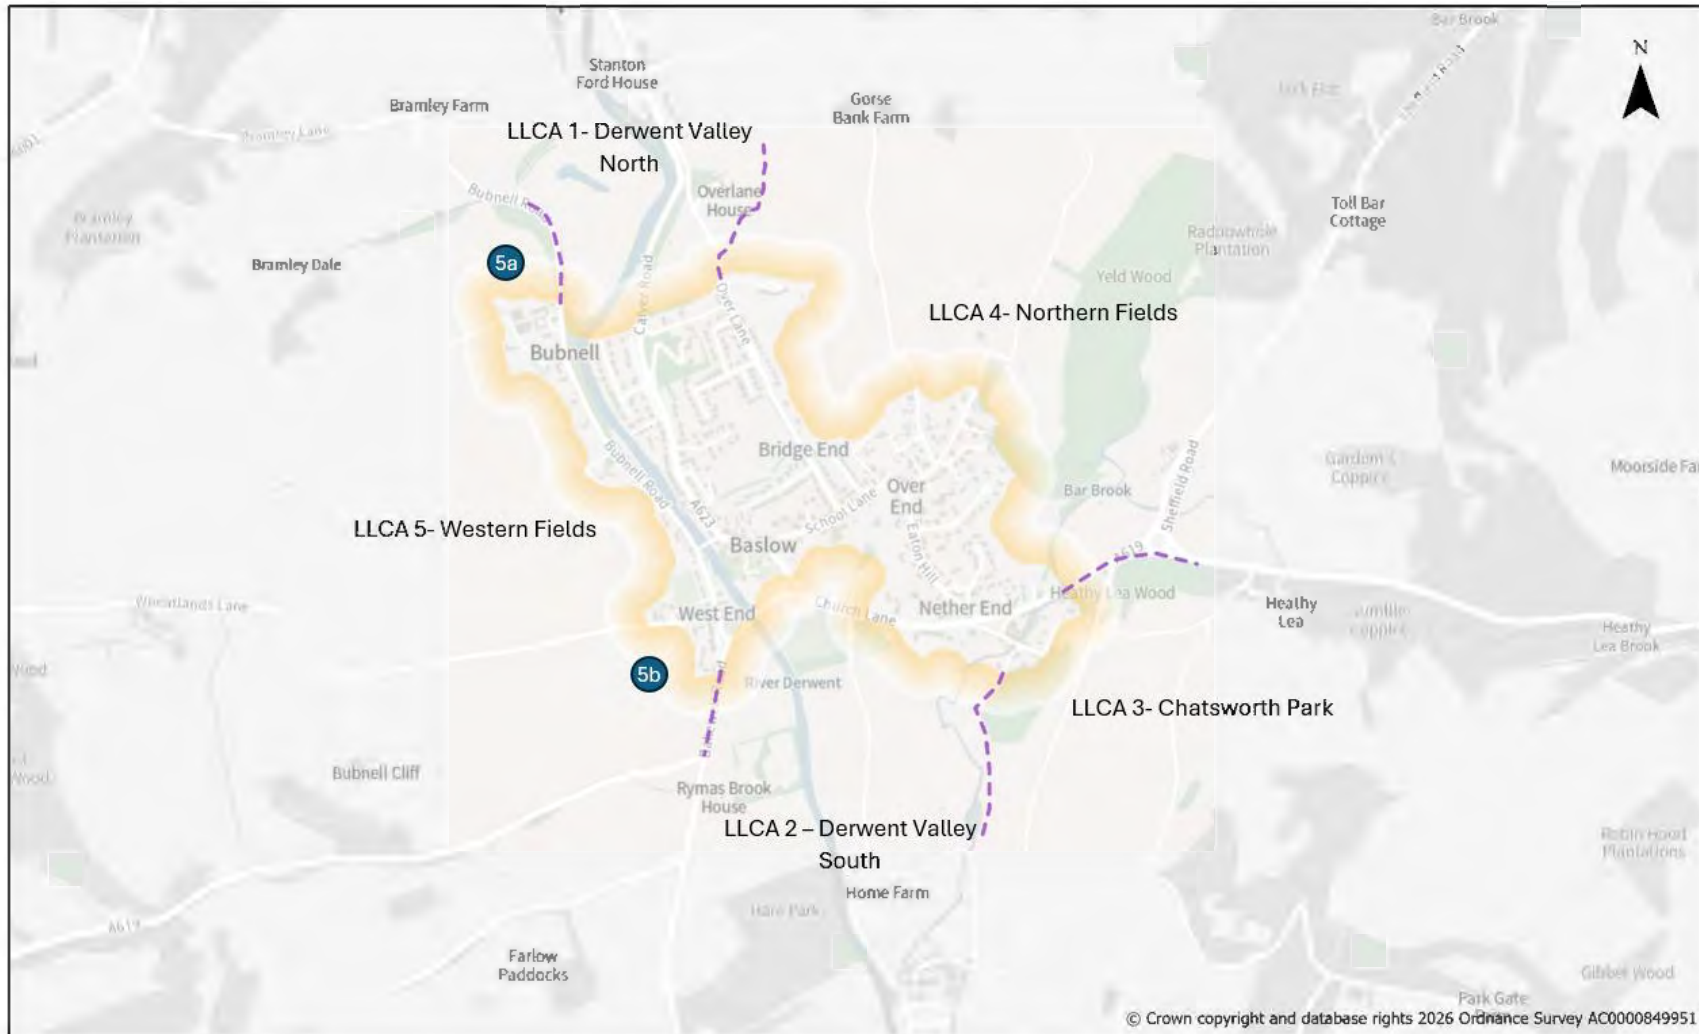 Bar Brook
N
Stanton
Ford House
Bramley Farm
Gorse
Bank Farm
LLCA 1- Derwent Valley
North
Bramley Lane
Bubnell Road
Overlane
House
Toll Bar
Cottage
Bramley
Plantation
Bramley Dale
5a
Yeld Wood
Plantation
LLCA 4- Northern Fields
Calver Road
Over Lane
Bubnell
Bridge End
Bubnell Road
A623
School Lane
Over
End
Bar Brook
Sheffield Road
Coppice
LLCA 5- Western Fields
Baslow
Eaton Hill
A619
Heathy Lea Wood
Wheatlands Lane
West End
Church Lane
Nether End
Heathy
Lea
Heathy
Lea Brook
Wood
5b
River Derwent
LLCA 3- Chatsworth Park
Wood
Bubnell Cliff
Rymas Brook
House
LLCA 2 – Derwent Valley
South
Robin Hood
Plantations
Home Farm
Hare Park
A619
Farlow
Paddocks
Gibbet Wood
Park Gate
© Crown copyright and database rights 2026 Ordnance Survey AC0000849951